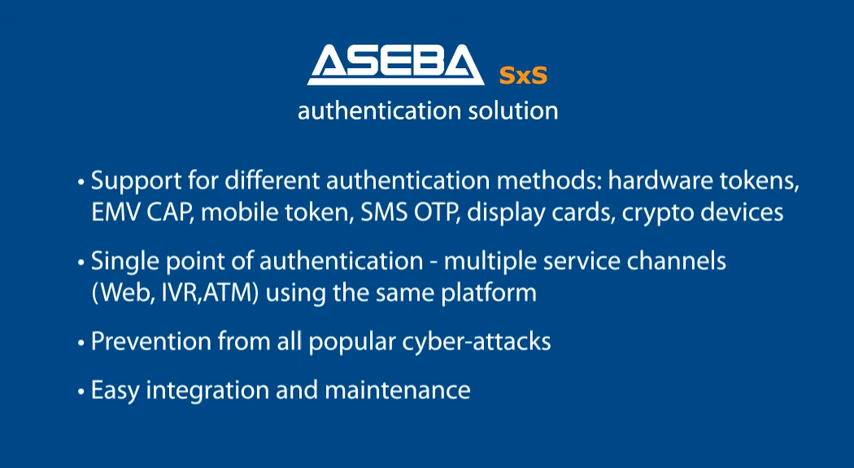 ASEBA SxS
authentication solution
• Support for different authentication methods: hardware tokens,
EMV CAP, mobile token, SMS OTP, display cards, crypto devices
• Single point of authentication - multiple service channels
(Web, IVR,ATM) using the same platform
• Prevention from all popular cyber-attacks
• Easy integration and maintenance